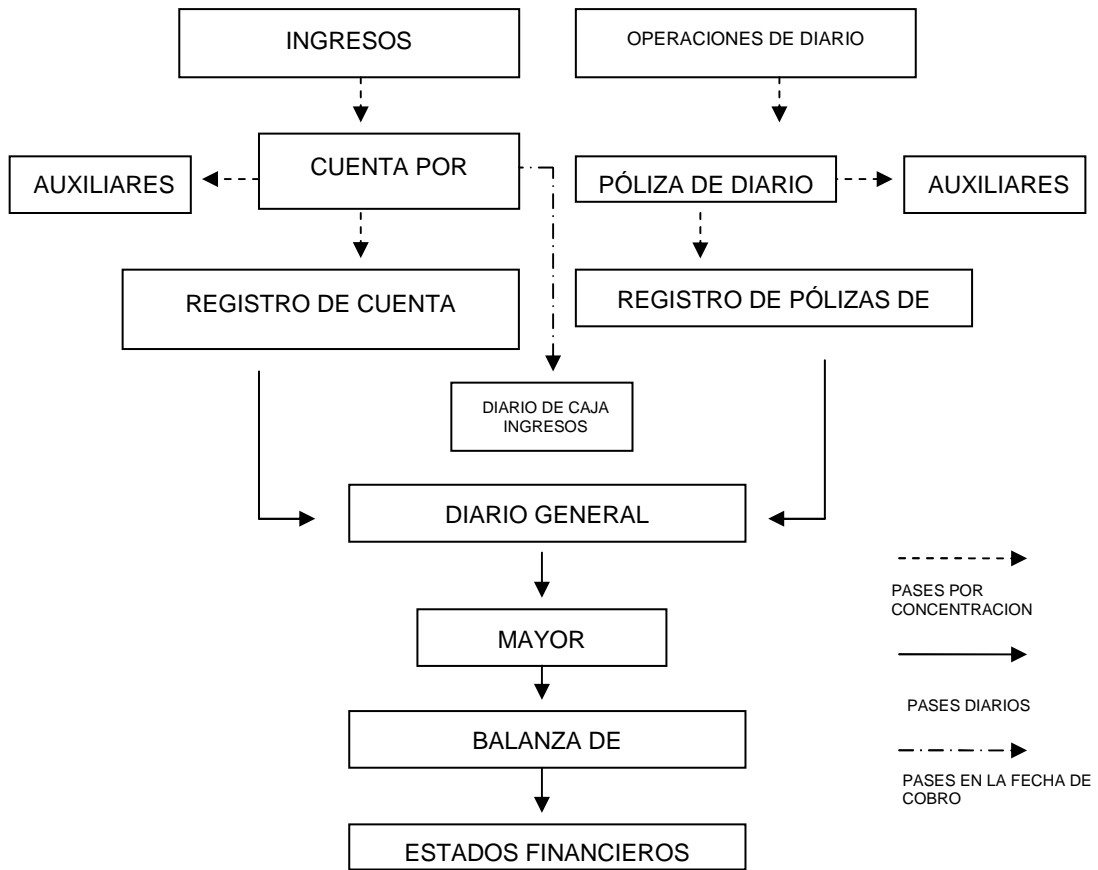 INGRESOS
OPERACIONES DE DIARIO
CUENTA POR
AUXILIARES
PÓLIZA DE DIARIO
AUXILIARES
REGISTRO DE CUENTA
REGISTRO DE PÓLIZAS DE
DIARIO DE CAJA
INGRESOS
DIARIO GENERAL
PASES POR
CONCENTRACION
MAYOR
PASES DIARIOS
BALANZA DE
PASES EN LA FECHA DE
COBRO
ESTADOS FINANCIEROS